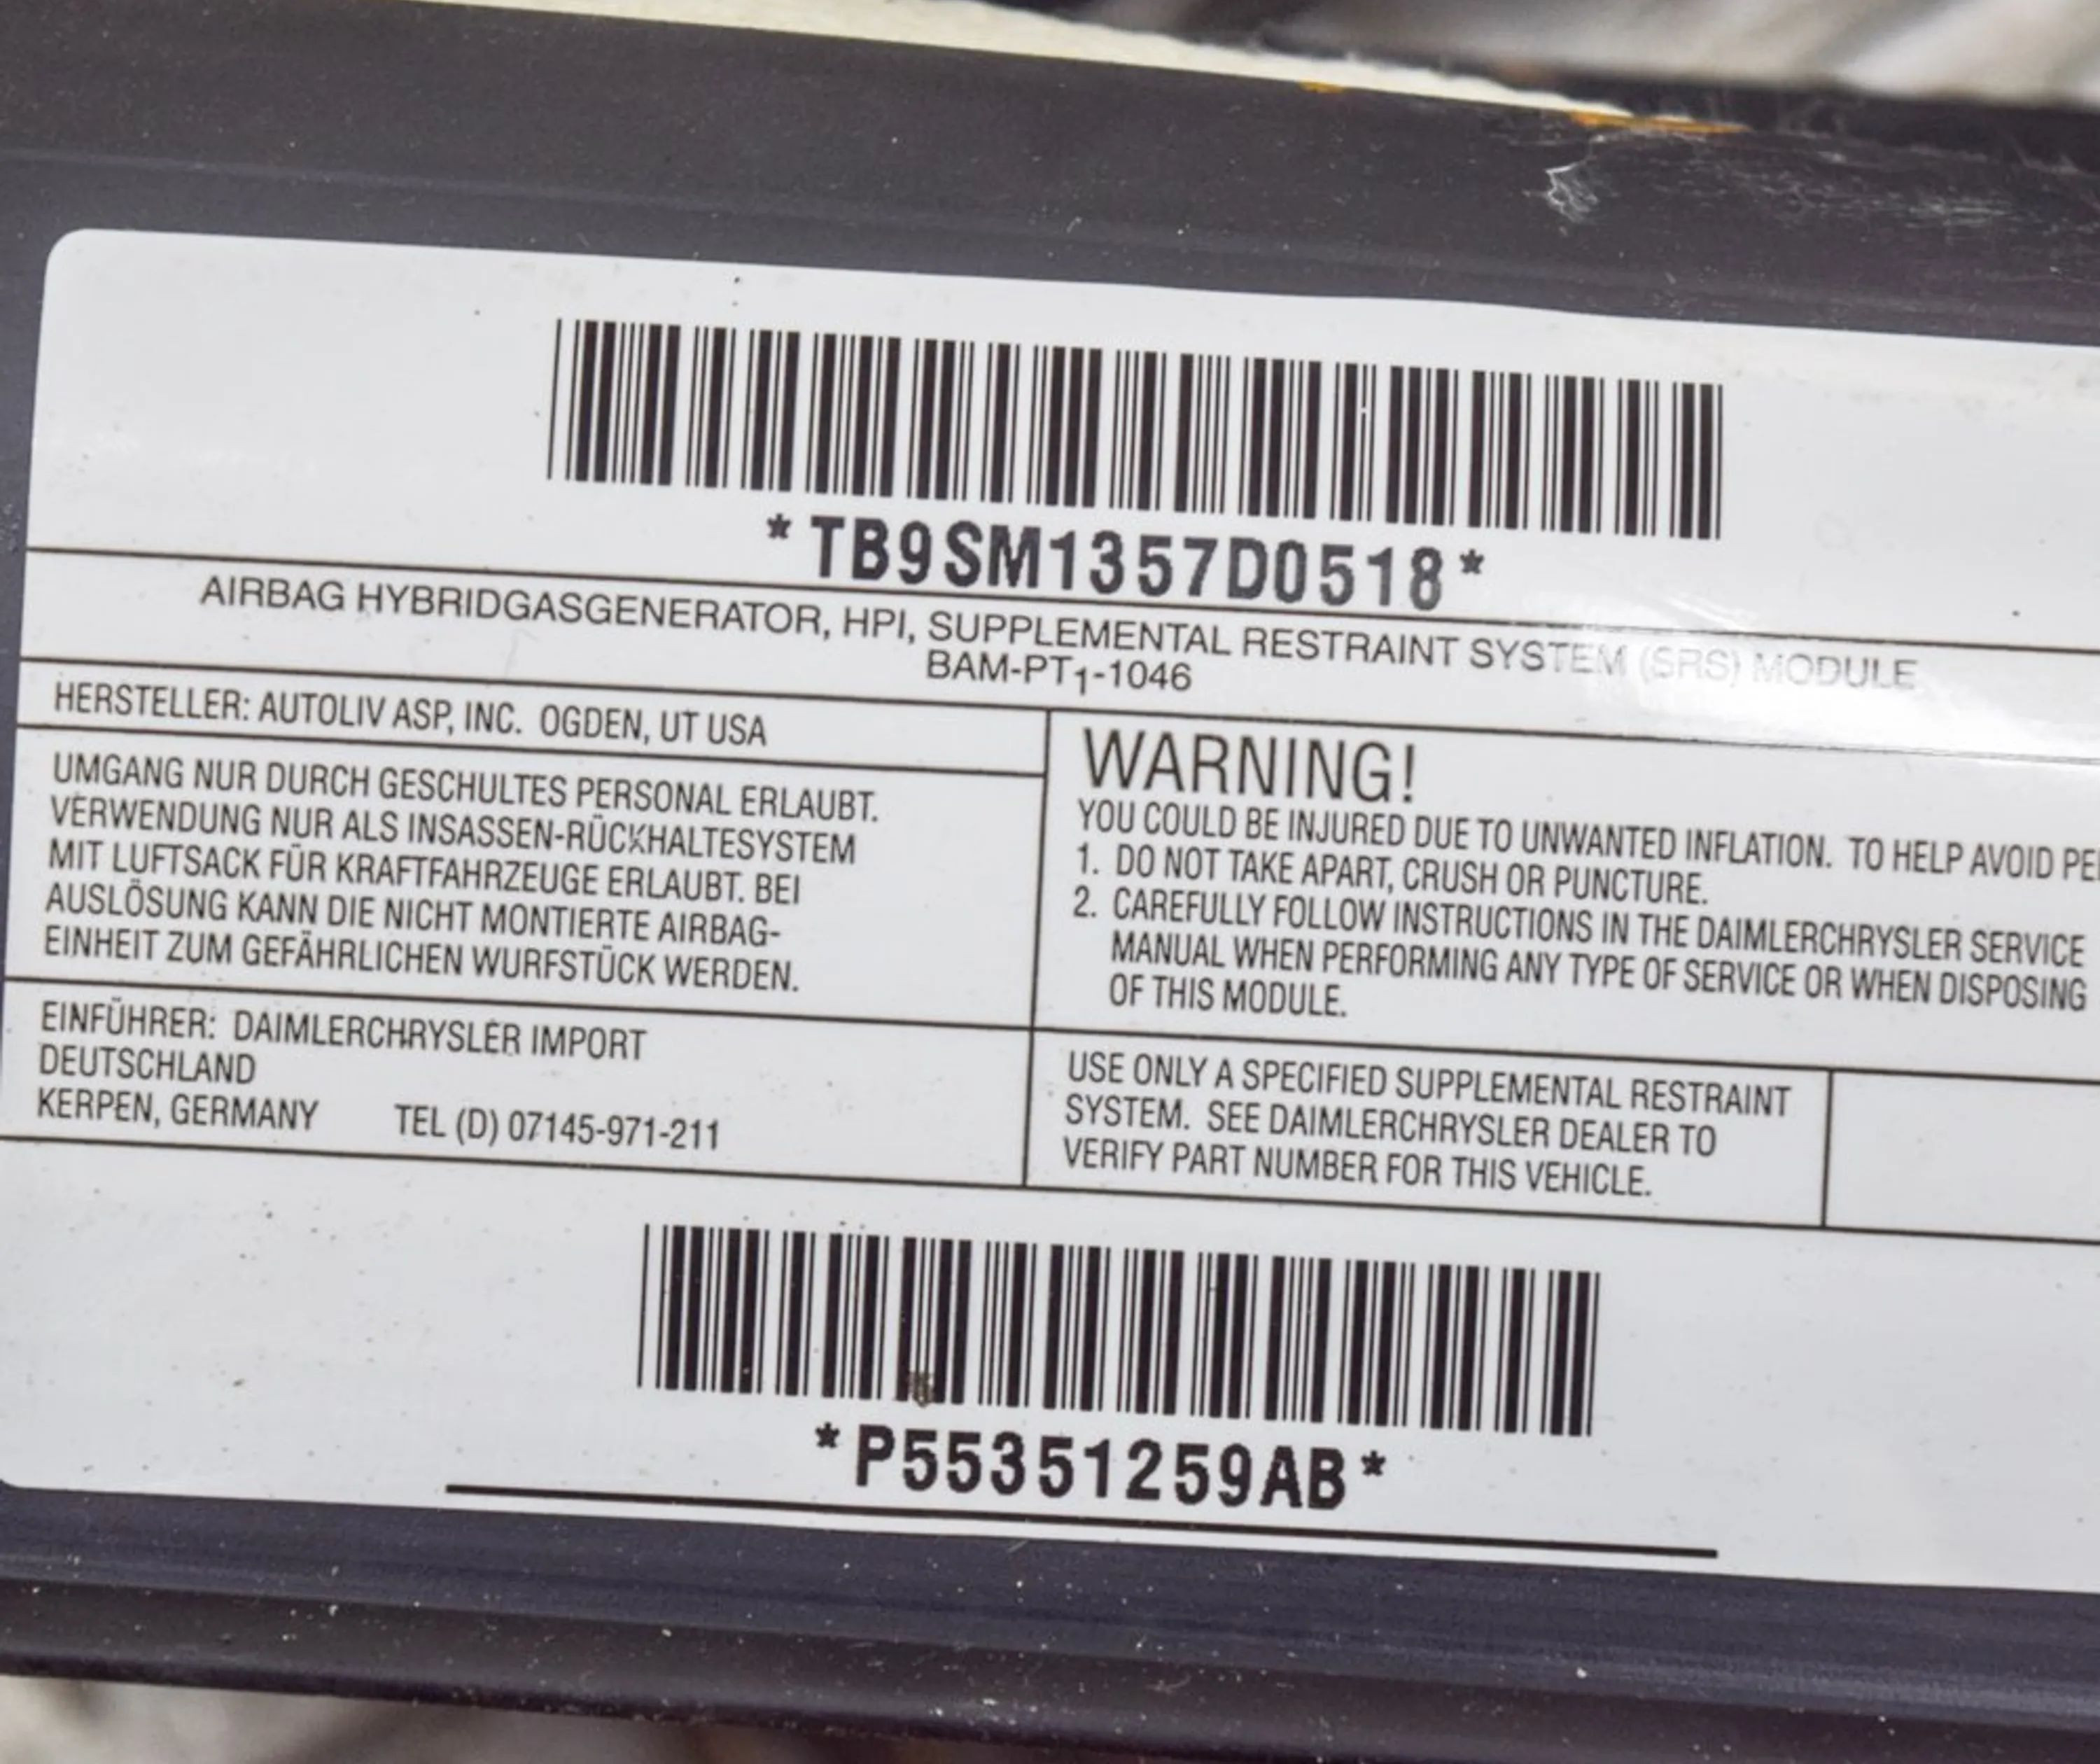 *TB9SM1357D0518*
AIRBAG HYBRIDGASGENERATOR, HPI, SUPPLEMENTAL RESTRAINT SYSTEM (SRS) MODULE
BAM-PT1-1046
HERSTELLER: AUTOLIV ASP, INC. OGDEN, UT USA
UMGANG NUR DURCH GESCHULTES PERSONAL ERLAUBT.
VERWENDUNG NUR ALS INSASSEN-RÜCKHALTESYSTEM
MIT LUFTSACK FÜR KRAFTFAHRZEUGE ERLAUBT. BEI
AUSLÖSUNG KANN DIE NICHT MONTIERTE AIRBAG-
EINHEIT ZUM GEFÄHRLICHEN WURFSTÜCK WERDEN.
EINFÜHRER: DAIMLERCHRYSLER IMPORT
DEUTSCHLAND
KERPEN, GERMANY TEL (D) 07145-971-211
WARNING!
YOU COULD BE INJURED DUE TO UNWANTED INFLATION. TO HELP AVOID
1. DO NOT TAKE APART, CRUSH OR PUNCTURE.
2. CAREFULLY FOLLOW INSTRUCTIONS IN THE DAIMLERCHRYSLER SERVICE
MANUAL WHEN PERFORMING ANY TYPE OF SERVICE OR WHEN DISPOSING
OF THIS MODULE.
USE ONLY A SPECIFIED SUPPLEMENTAL RESTRAINT
SYSTEM. SEE DAIMLERCHRYSLER DEALER TO
VERIFY PART NUMBER FOR THIS VEHICLE.
*P55351259AB*